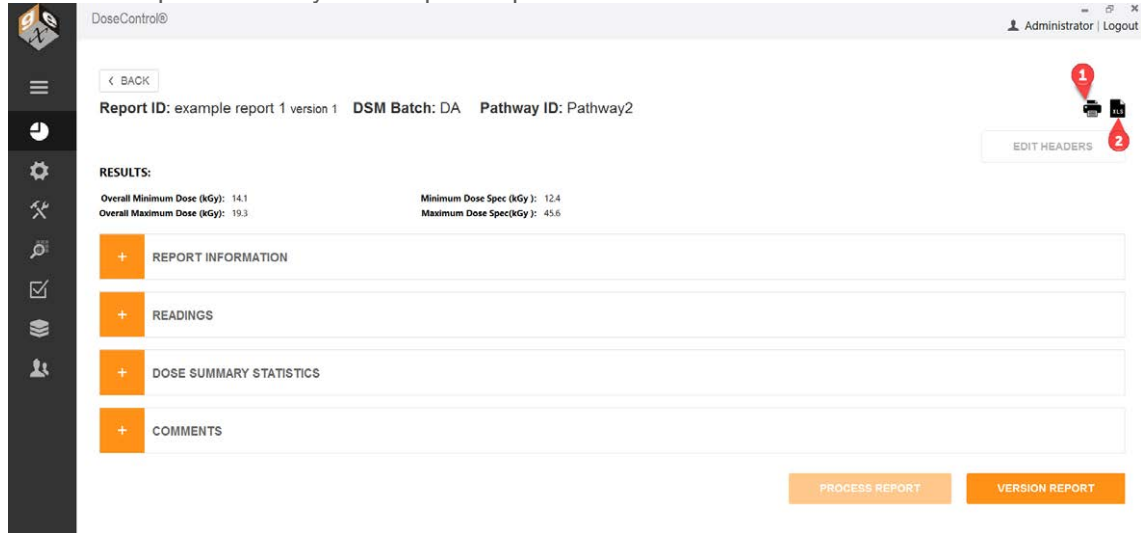 DoseControl®
Administrator | Logout
< BACK
1
Report ID: example report 1 version 1 DSM Batch: DA Pathway ID: Pathway2
XLS
2
EDIT HEADERS
RESULTS:
Overall Minimum Dose (kGy): 14.1 Minimum Dose Spec (kGy ): 12.4
Overall Maximum Dose (kGy): 19.3 Maximum Dose Spec(kGy ): 45.6
+ REPORT INFORMATION
+ READINGS
+ DOSE SUMMARY STATISTICS
+ COMMENTS
PROCESS REPORT VERSION REPORT